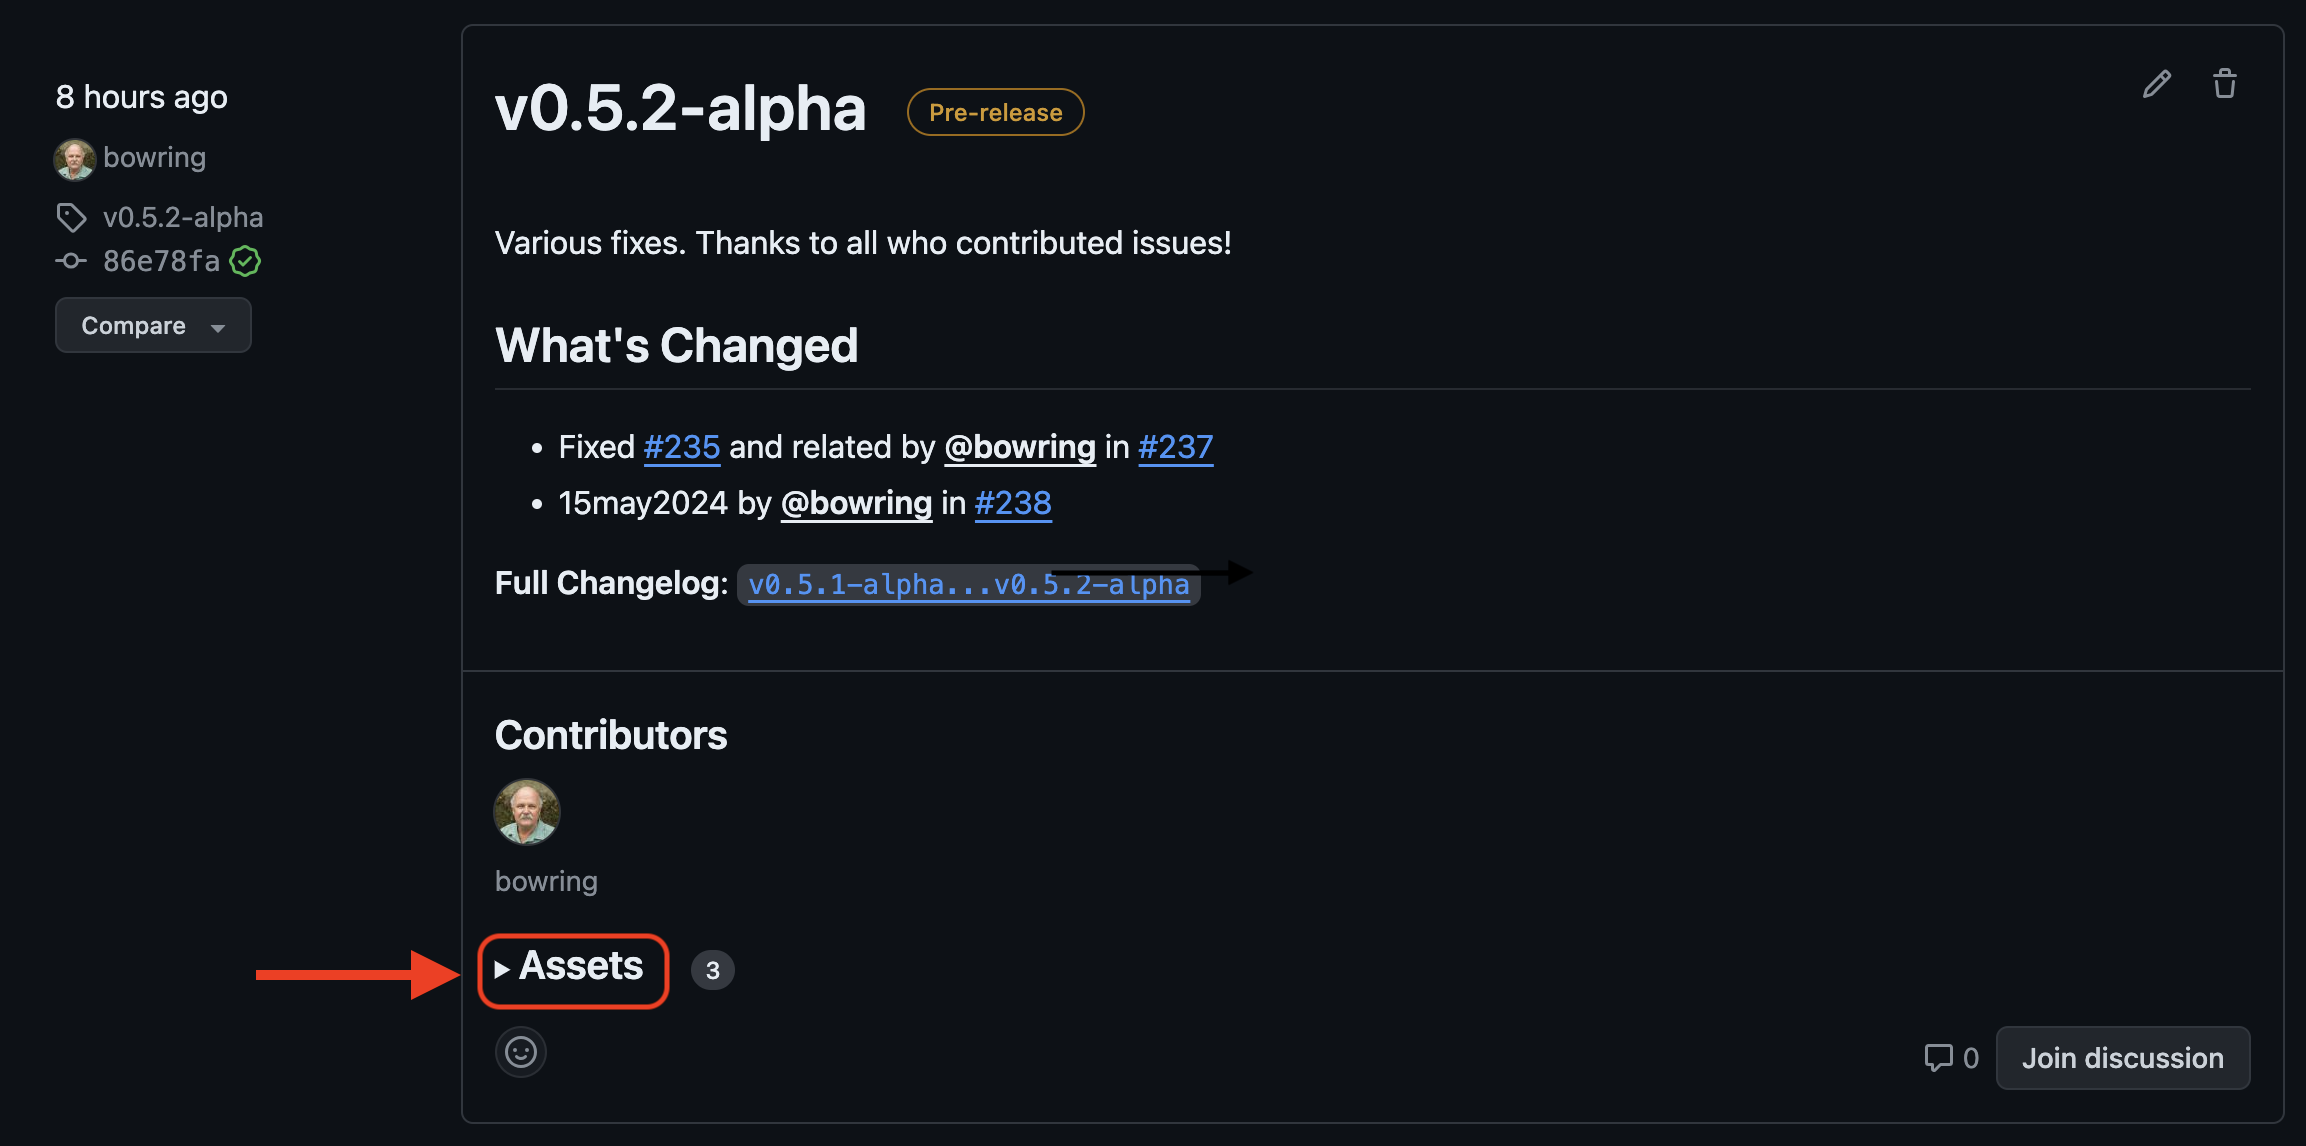 8 hours ago
bowring
v0.5.2-alpha
86e78fa
Compare
v0.5.2-alpha Pre-release
Various fixes. Thanks to all who contributed issues!
What's Changed
• Fixed #235 and related by @bowring in #237
• 15may2024 by @bowring in #238
Full Changelog: v0.5.1-alpha...v0.5.2-alpha
Contributors
bowring
Assets 3
0 Join discussion